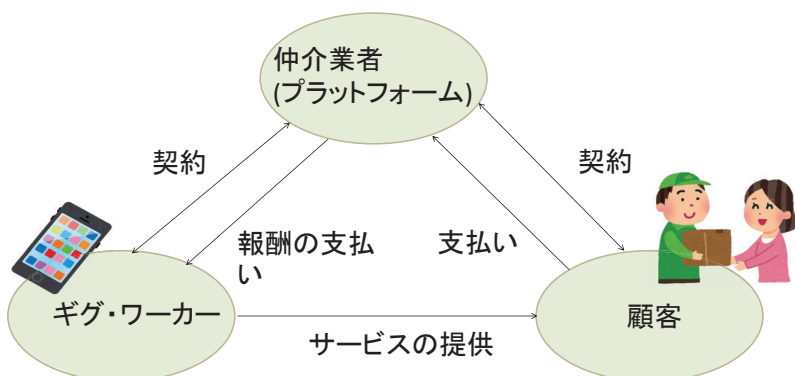 仲介業者
(プラットフォーム)
契約
契約
報酬の支払
い
支払い
ギグ・ワーカー
顧客
サービスの提供